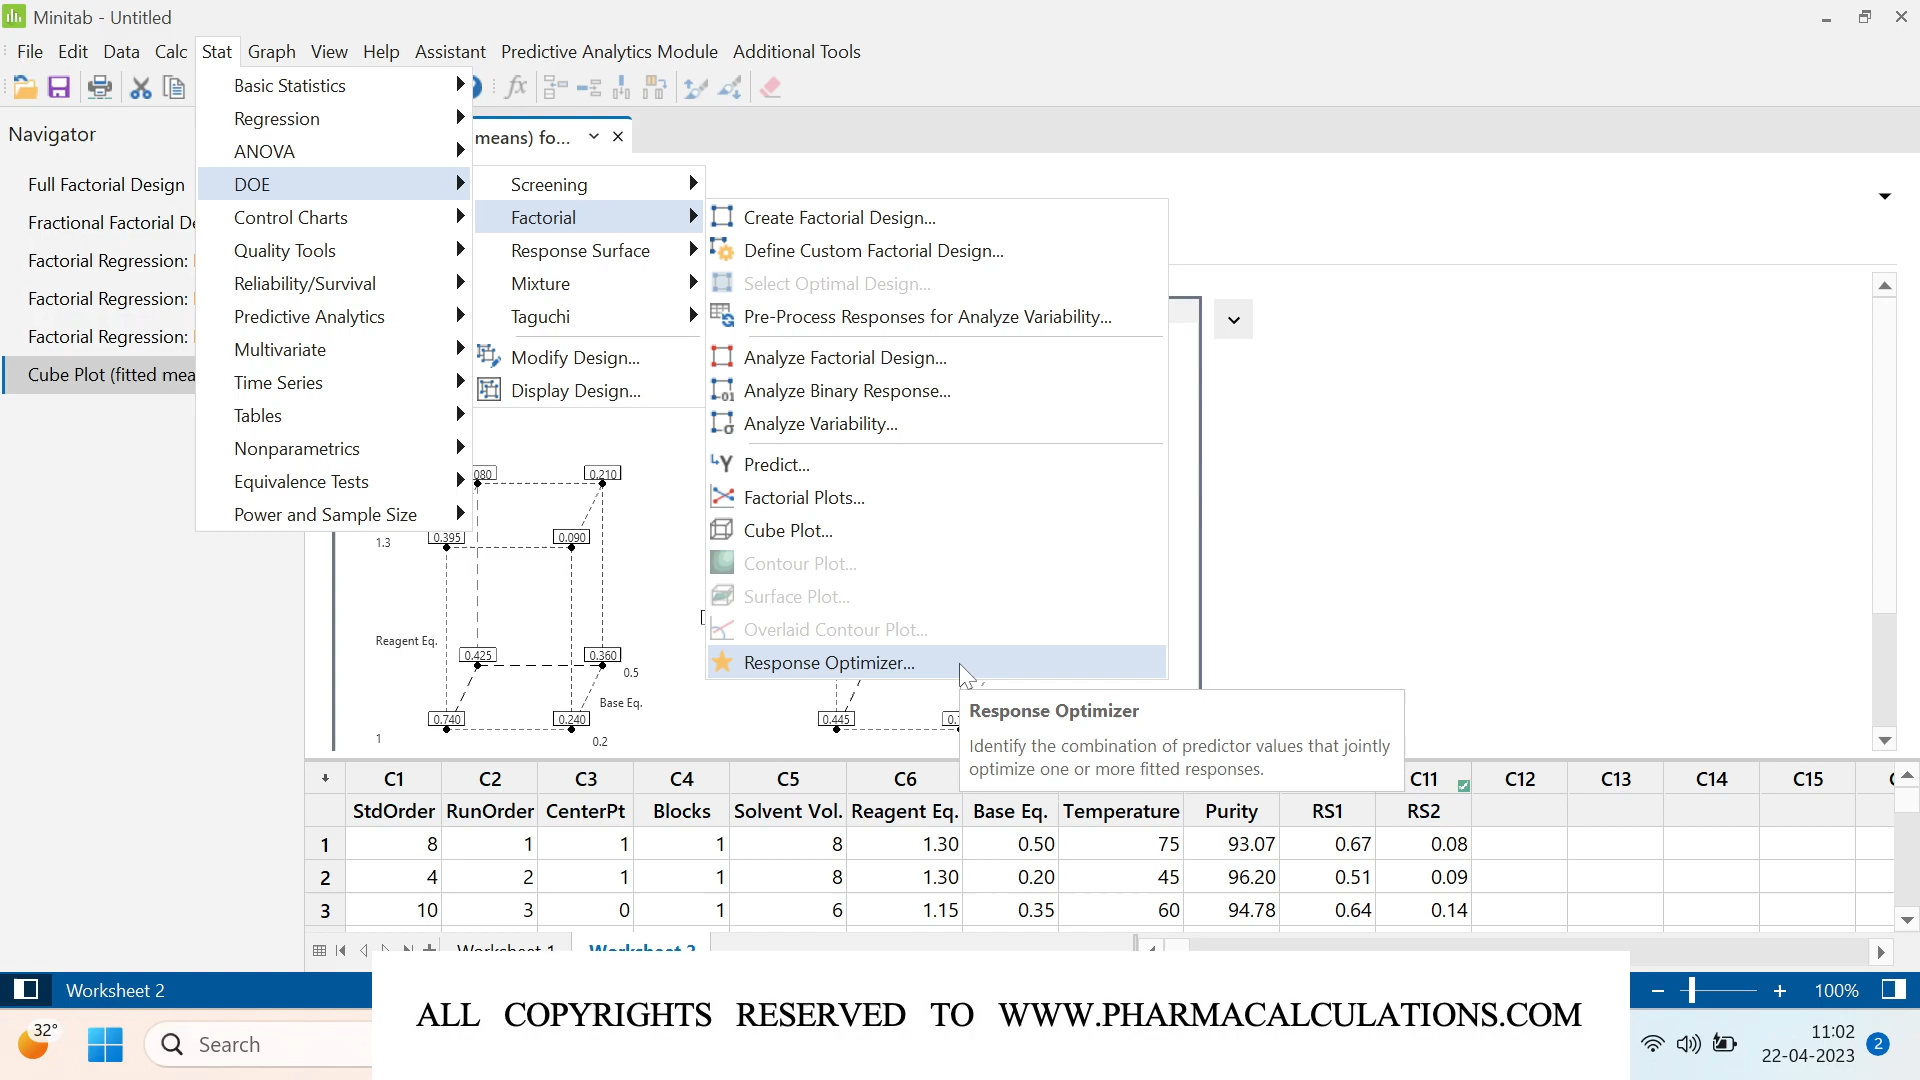 Minitab - Untitled
File Edit Data Calc Stat Graph View Help Assistant Predictive Analytics Module Additional Tools
Navigator
Full Factorial Design
Fractional Factorial De
Factorial Regression:
Factorial Regression:
Factorial Regression:
Cube Plot (fitted mea
Basic Statistics
Regression
ANOVA
DOE
Control Charts
Quality Tools
Reliability/Survival
Predictive Analytics
Multivariate
Time Series
Tables
Nonparametrics
Equivalence Tests
Power and Sample Size
means) fo...
Screening
Factorial
Response Surface
Mixture
Taguchi
Modify Design...
Display Design...
Create Factorial Design...
Define Custom Factorial Design...
Select Optimal Design...
Pre-Process Responses for Analyze Variability...
Analyze Factorial Design...
Analyze Binary Response...
Analyze Variability...
Predict...
Factorial Plots...
Cube Plot...
Contour Plot...
Surface Plot...
Overlaid Contour Plot...
Response Optimizer...
Response Optimizer
Identify the combination of predictor values that jointly
optimize one or more fitted responses.
080 0.210
1.3 0.395 0.090
Reagent Eq.
0.425 0.360
0.5
Base Eq.
0.740 0.240 0.445
1 0.2
C1 C2 C3 C4 C5 C6 C11 C12 C13 C14 C15
StdOrder RunOrder CenterPt Blocks Solvent Vol. Reagent Eq. Base Eq. Temperature Purity RS1 RS2
1 8 1 1 1 8 1.30 0.50 75 93.07 0.67 0.08
2 4 2 1 1 8 1.30 0.20 45 96.20 0.51 0.09
3 10 3 0 1 6 1.15 0.35 60 94.78 0.64 0.14
Worksheet 1 Worksheet 2
Worksheet 2
100%
ALL COPYRIGHTS RESERVED TO WWW.PHARMACALCULATIONS.COM
32°
Search
11:02
22-04-2023
2